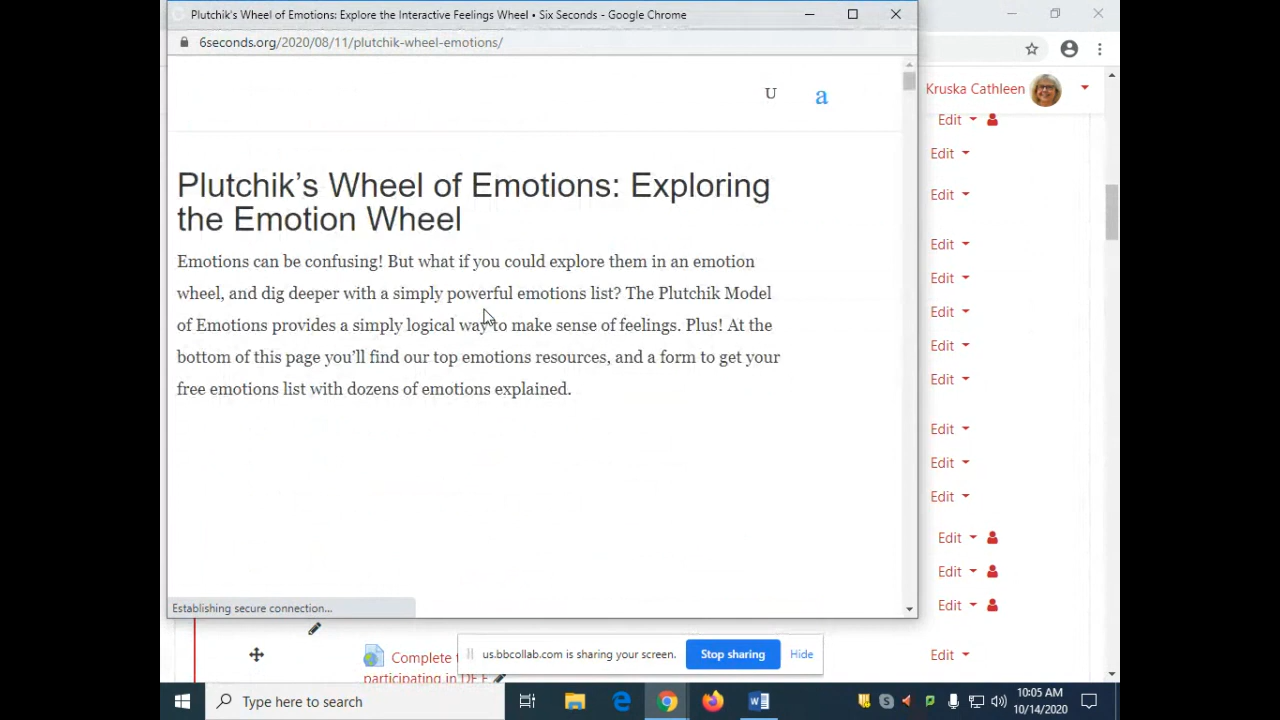 Plutchik's Wheel of Emotions: Explore the Interactive Feelings Wheel • Six Seconds - Google Chrome
6seconds.org/2020/08/11/plutchik-wheel-emotions/
U a
Kruska Cathleen
Edit
Edit
Plutchik’s Wheel of Emotions: Exploring
the Emotion Wheel
Edit
Edit
Emotions can be confusing! But what if you could explore them in an emotion
wheel, and dig deeper with a simply powerful emotions list? The Plutchik Model
of Emotions provides a simply logical way to make sense of feelings. Plus! At the
bottom of this page you’ll find our top emotions resources, and a form to get your
free emotions list with dozens of emotions explained.
Edit
Edit
Edit
Edit
Edit
Edit
Edit
Edit
Edit
Edit
Establishing secure connection...
Complete
participating in DE F
us.bbcollab.com is sharing your screen.
Stop sharing
Hide
Edit
Type here to search
10:05 AM
10/14/2020